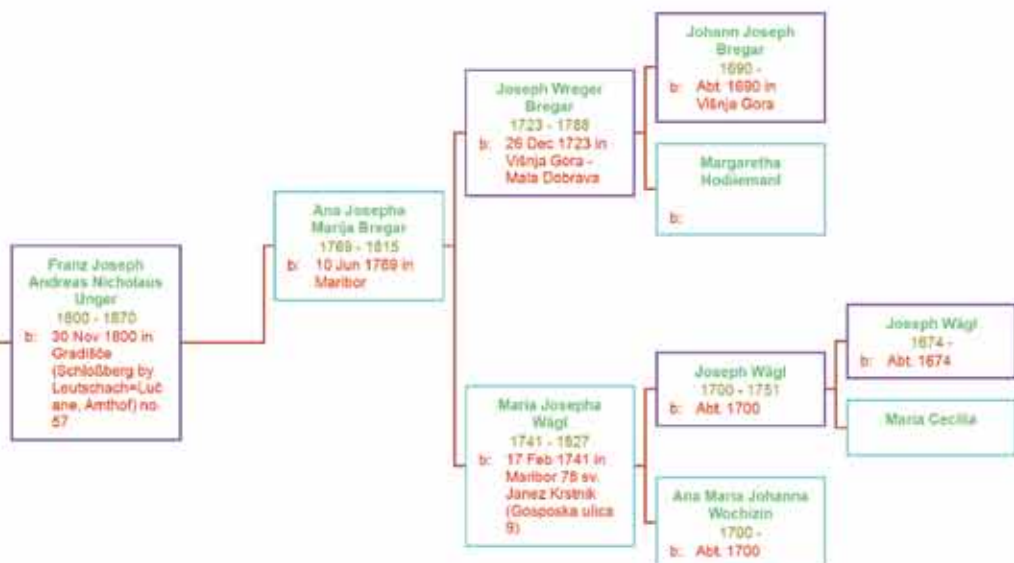 Johann Joseph
Bregar
1690 -
b: Abt. 1690 in
Višnja Gora
Joseph Wreger
Bregar
1723 - 1788
b: 26 Dec 1723 in
Višnja Gora -
Mala Dobrava
Margaretha
b:
Ana Josepha
Marija Bregar
1769 - 1815
b: 10 Jun 1769 in
Maribor
Franz Joseph
Andreas Nicholaus
Unger
1800 - 1870
b: 30 Nov 1800 in
Gradišče
(Schloßberg by
Leutschach=Luč
ane, Amthof) no.
57
Joseph Wägl
1674 -
b: Abt. 1674
Joseph Wägl
1700 - 1751
b: Abt. 1700
Maria Cecilia
Maria Josepha
Wägl
1741 - 1827
b: 17 Feb 1741 in
Maribor 78 sv.
Janez Krstnik
(Gosposka ulica
9)
Ana Maria Johanna
Wochizin
1700 -
b: Abt. 1700